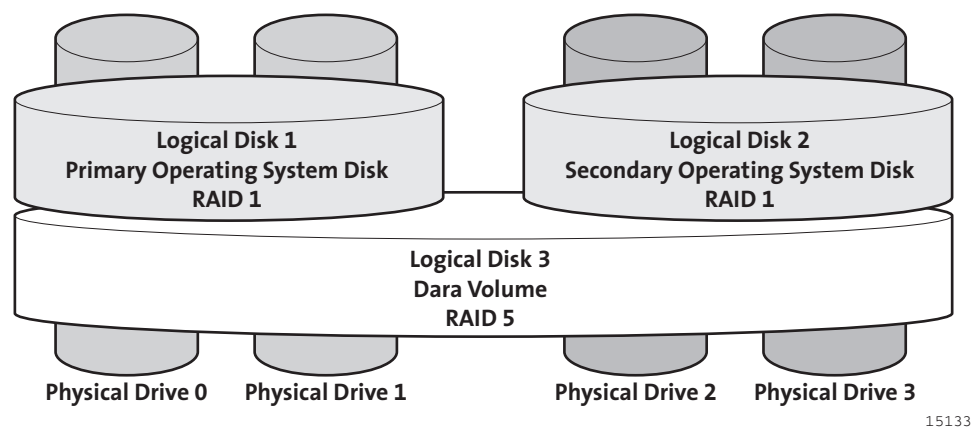 Logical Disk 1
Primary Operating System Disk
RAID 1
Logical Disk 2
Secondary Operating System Disk
RAID 1
Logical Disk 3
Dara Volume
RAID 5
Physical Drive 0
Physical Drive 1
Physical Drive 2
Physical Drive 3
15133